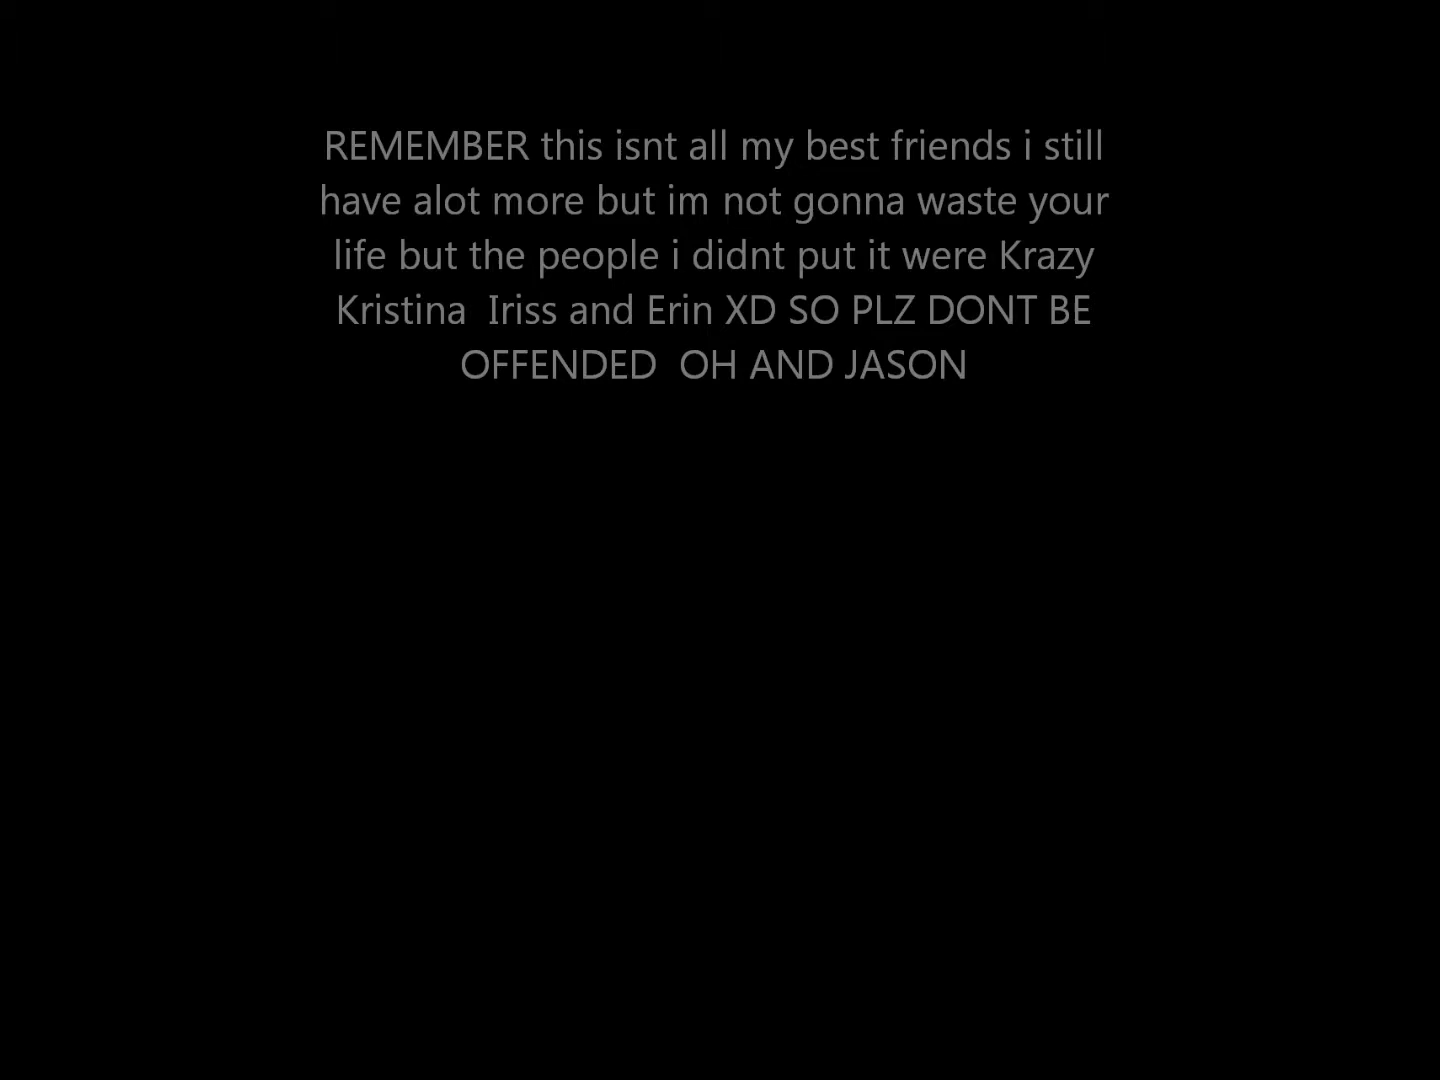 REMEMBER this isnt all my best friends i still
have alot more but im not gonna waste your
life but the people i didnt put it were Krazy
Kristina  Iriss and Erin XD SO PLZ DONT BE
OFFENDED  OH AND JASON